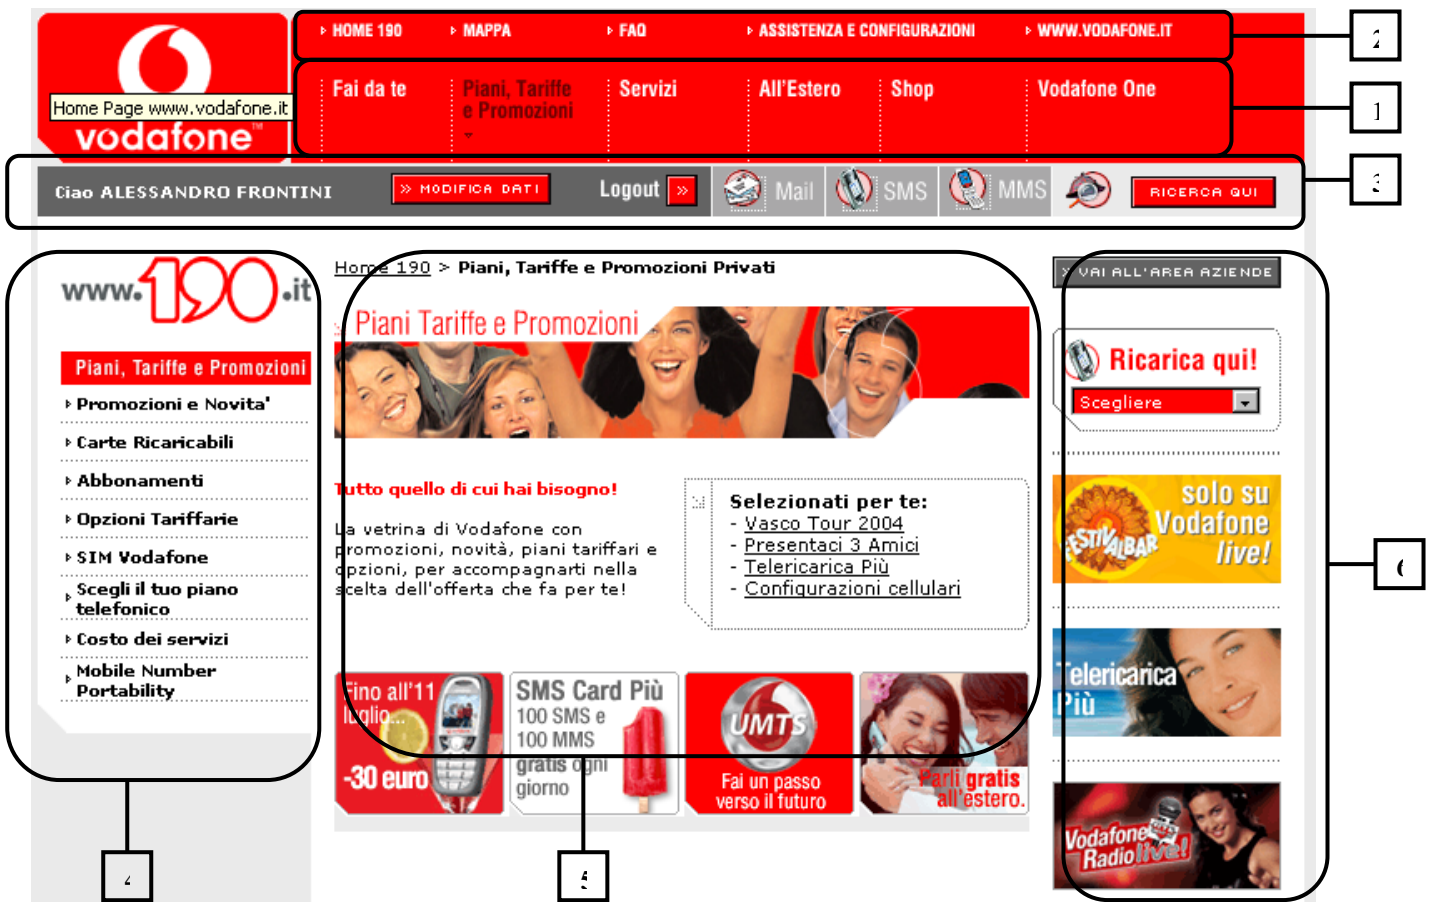 HOME 190 MAPPA FAQ ASSISTENZA E CONFIGURAZIONI WWW.VODAFONE.IT
2
Fai da te Piani, Tariffe Servizi All'Estero Shop Vodafone One
e Promozioni
1
Home Page www.vodafone.it
vodafone™
Ciao ALESSANDRO FRONTINI » MODIFICA DATI Logout » Mail SMS MMS RICERCA QUI
3
www.190.it
Piani, Tariffe e Promozioni
Promozioni e Novita'
Carte Ricaricabili
Abbonamenti
Opzioni Tariffarie
SIM Vodafone
Scegli il tuo piano
telefonico
Costo dei servizi
Mobile Number
Portability
4
Home 190 > Piani, Tariffe e Promozioni Privati
Piani Tariffe e Promozioni
Tutto quello di cui hai bisogno!
La vetrina di Vodafone con
promozioni, novità, piani tariffari e
opzioni, per accompagnarti nella
scelta dell'offerta che fa per te!
Selezionati per te:
- Vasco Tour 2004
- Presentaci 3 Amici
- Telericarica Più
- Configurazioni cellulari
Fino all'11
luglio...
-30 euro
SMS Card Più
100 SMS e
100 MMS
gratis ogni
giorno
UMTS
Fai un passo
verso il futuro
Parli gratis
all'estero.
5
» VAI ALL'AREA AZIENDE
Ricarica qui!
Scegliere
FESTIVALBAR
solo su
Vodafone
live!
Telericarica
Più
Vodafone
Radio live!
6